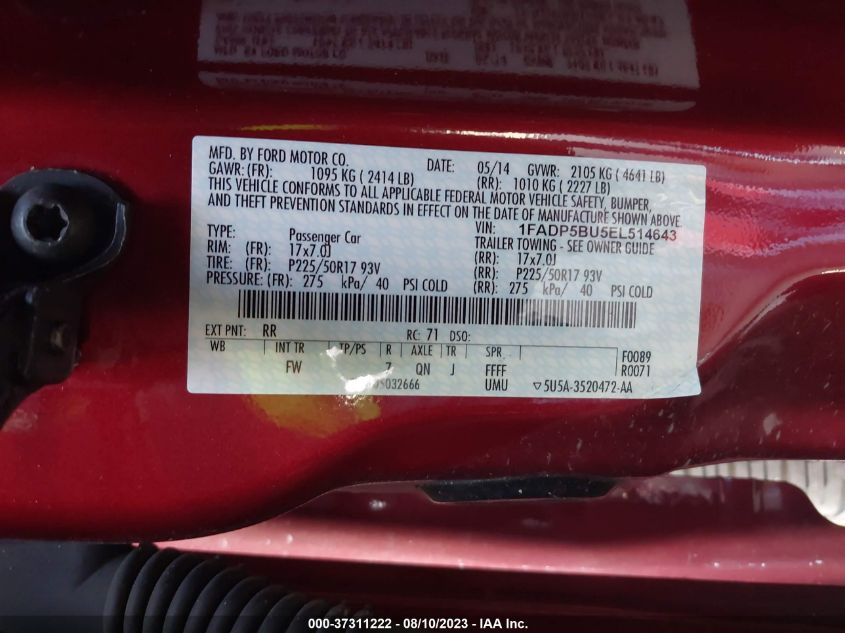 MFD. BY FORD MOTOR CO.
DATE: 05/14 GVWR: 2105 KG ( 4641 LB)
GAWR: (FR): 1095 KG ( 2414 LB) (RR): 1010 KG ( 2227 LB)
THIS VEHICLE CONFORMS TO ALL APPLICABLE FEDERAL MOTOR VEHICLE SAFETY, BUMPER,
AND THEFT PREVENTION STANDARDS IN EFFECT ON THE DATE OF MANUFACTURE SHOWN ABOVE.
VIN: 1FADP5BU5EL514643
TYPE: Passenger Car TRAILER TOWING - SEE OWNER GUIDE
RIM: (FR): 17x7.0J (RR): 17x7.0J
TIRE: (FR): P225/50R17 93V (RR): P225/50R17 93V
PRESSURE: (FR): 275 kPa/ 40 PSI COLD (RR): 275 kPa/ 40 PSI COLD
EXT PNT: RR RC: 71 DSO:
WB INT TR TP/PS R AXLE TR SPR F0089
FW 7 QN J FFFF R0071
032666 UMU ▽5U5A-3520472-AA
000-37311222 - 08/10/2023 - IAA Inc.